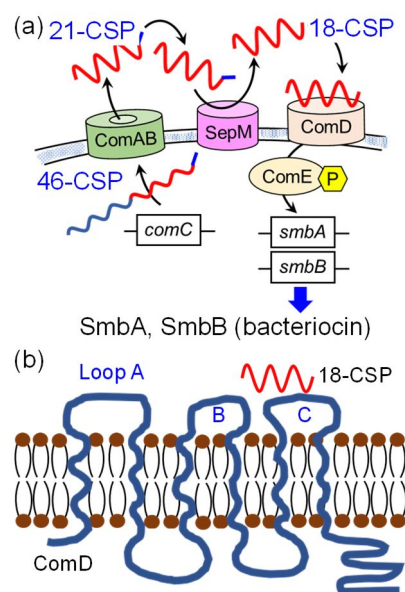 (a)
21-CSP
18-CSP
ComAB
SepM
ComD
46-CSP
ComE
P
comC
smbA
smbB
SmbA, SmbB (bacteriocin)
(b)
Loop A
18-CSP
B
C
ComD